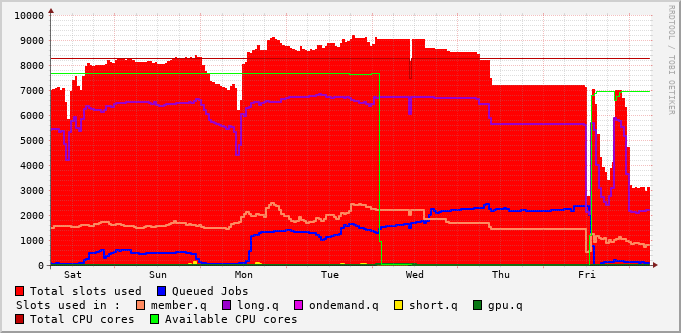 RRDTOOL / TOBI OETIKER
10000
9000
8000
7000
6000
5000
4000
3000
2000
1000
0
Sat Sun Mon Tue Wed Thu Fri
Total slots used Queued Jobs
Slots used in : member.q long.q ondemand.q short.q gpu.q
Total CPU cores Available CPU cores